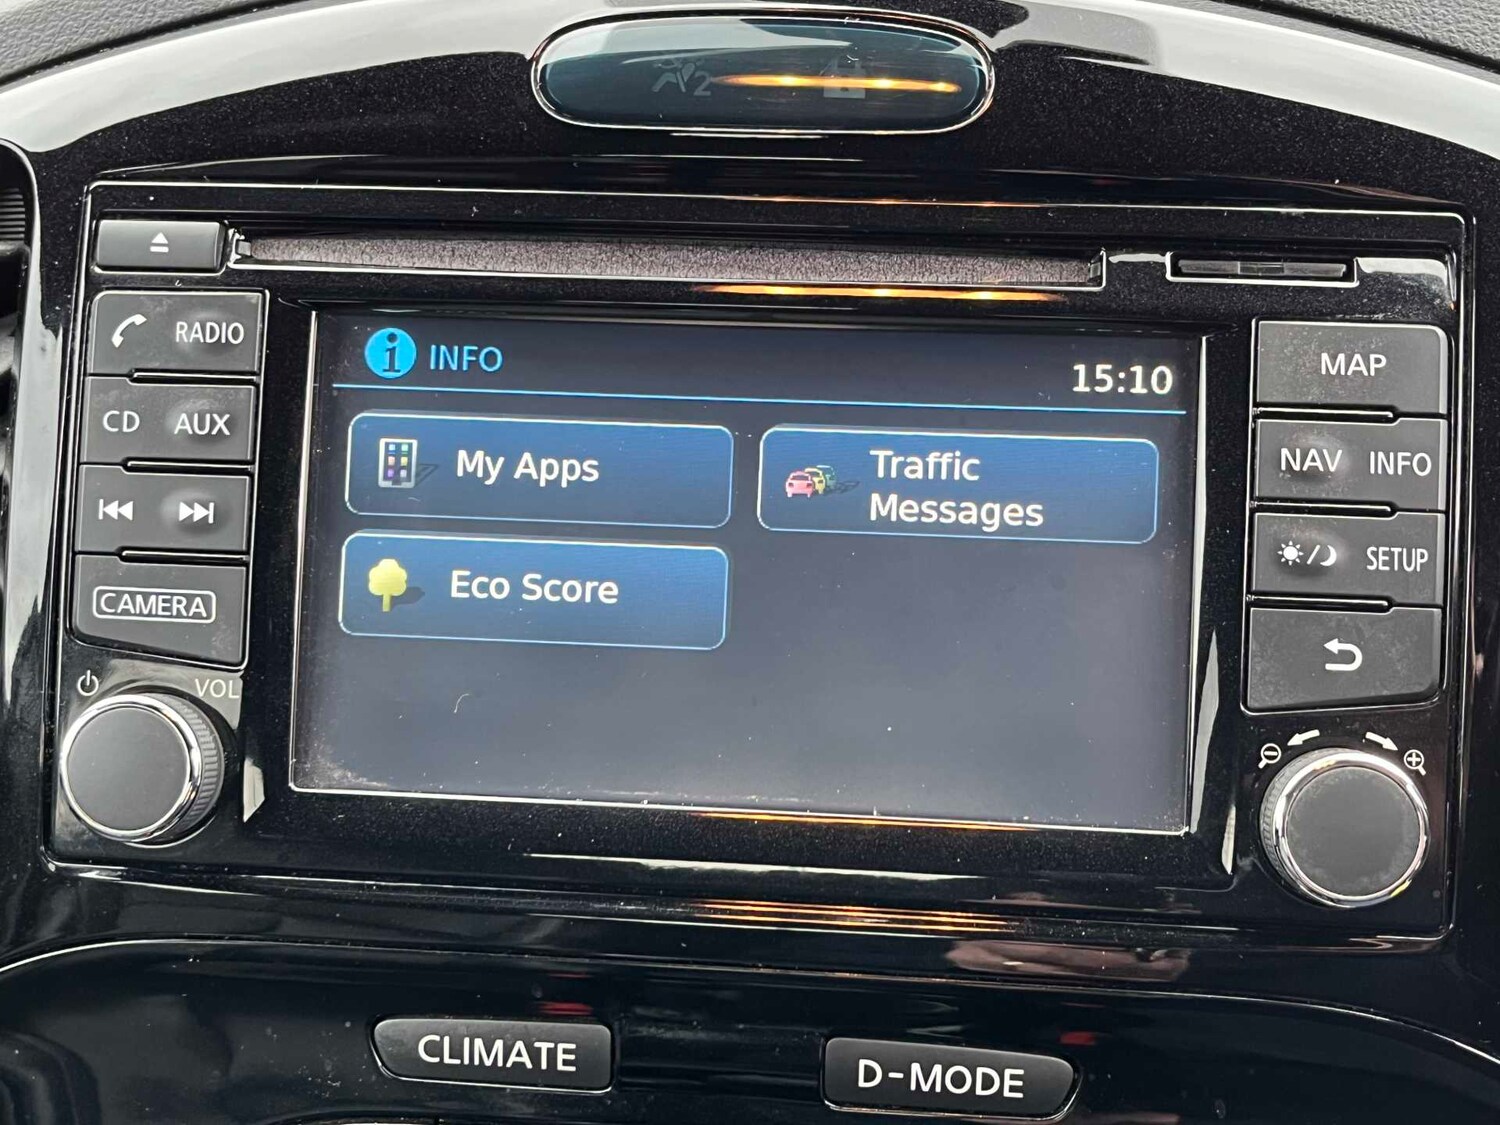 2
RADIO
CD AUX
CAMERA
VOL
INFO
15:10
My Apps
Traffic
Messages
Eco Score
MAP
NAV INFO
SETUP
CLIMATE
D-MODE